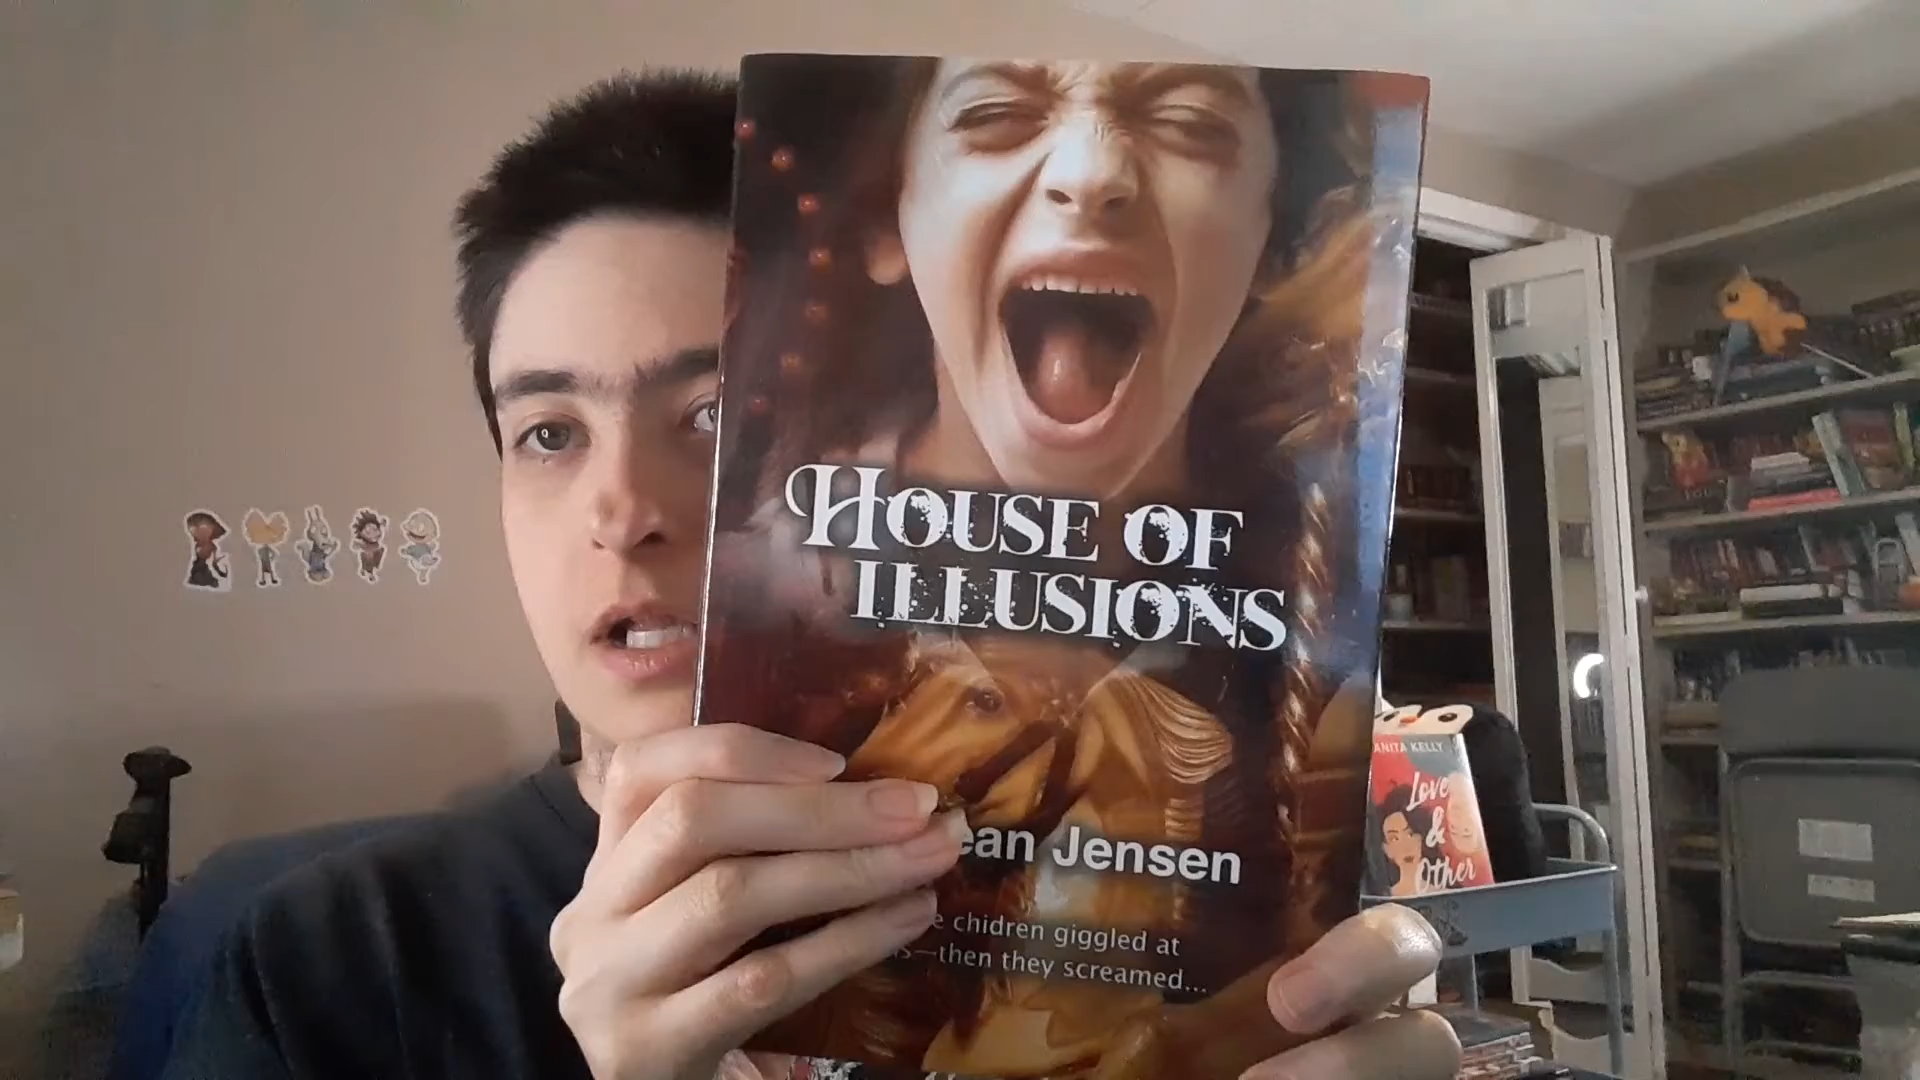 HOUSE OF
ILLUSIONS
ean Jensen
e chidren giggled at
s—then they screamed...
ANITA KELLY
Love
&
Other